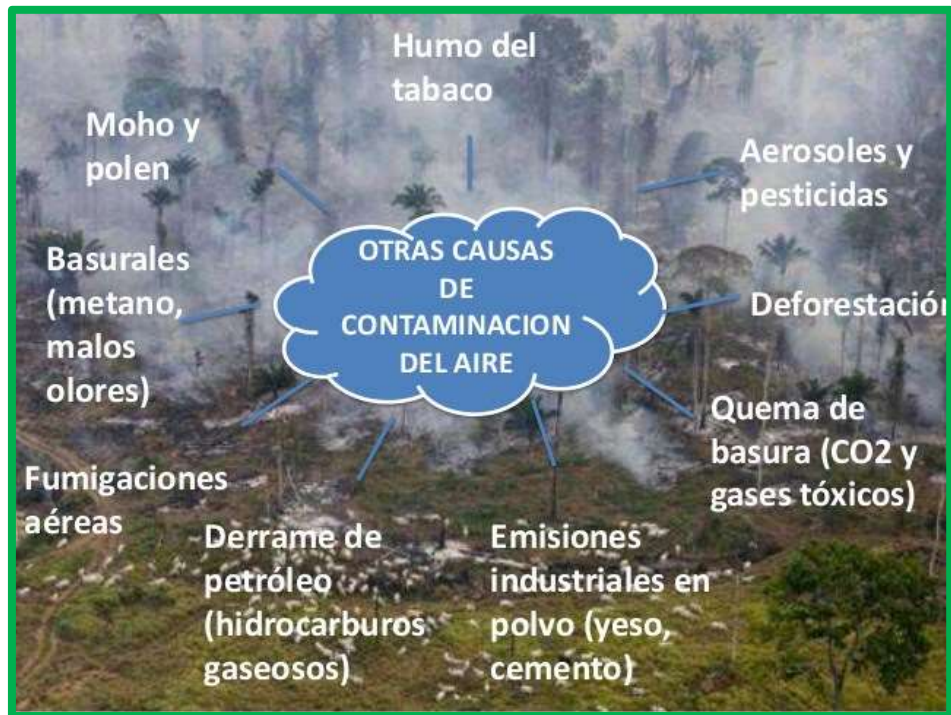 Humo del
tabaco
Moho y
polen
Aerosoles y
pesticidas
OTRAS CAUSAS
DE
CONTAMINACION
DEL AIRE
Basurales
(metano,
malos
olores)
Deforestación
Quema de
basura (CO2 y
gases tóxicos)
Fumigaciones
aéreas
Derrame de
petróleo
(hidrocarburos
gaseosos)
Emisiones
industriales en
polvo (yeso,
cemento)